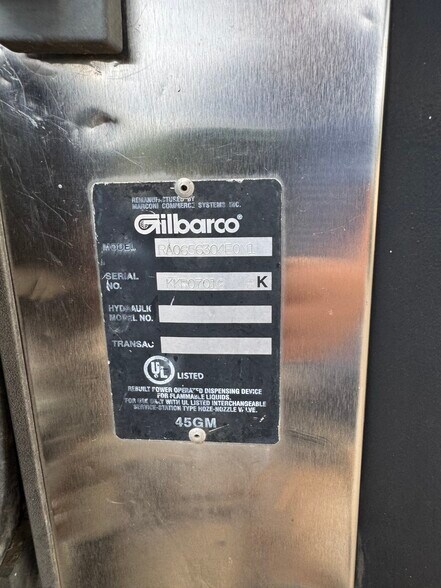 REMANUFACTURED BY
MARCONI COMMERCE SYSTEMS INC.
Gilbarco®
MODEL
SERIAL NO. K
HYDRAULIC
MODEL NO.
TRANSAC
UL LISTED
REBUILT POWER OPERATED DISPENSING DEVICE
FOR FLAMMABLE LIQUIDS.
FOR USE ONLY WITH UL LISTED INTERCHANGEABLE
SERVICE-STATION TYPE HOZE-NOZZLE VALVE.
45GM